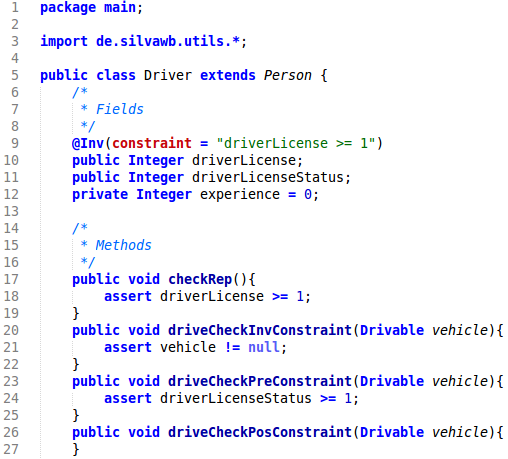 1 package main;
2
3 import de.silvawb.utils.*;
4
5 public class Driver extends Person {
6 /*
7 * Fields
8 */
9 @Inv(constraint = "driverLicense >= 1")
10 public Integer driverLicense;
11 public Integer driverLicenseStatus;
12 private Integer experience = 0;
13
14 /*
15 * Methods
16 */
17 public void checkRep(){
18 assert driverLicense >= 1;
19 }
20 public void driveCheckInvConstraint(Drivable vehicle){
21 assert vehicle != null;
22 }
23 public void driveCheckPreConstraint(Drivable vehicle){
24 assert driverLicenseStatus >= 1;
25 }
26 public void driveCheckPosConstraint(Drivable vehicle){
27 }